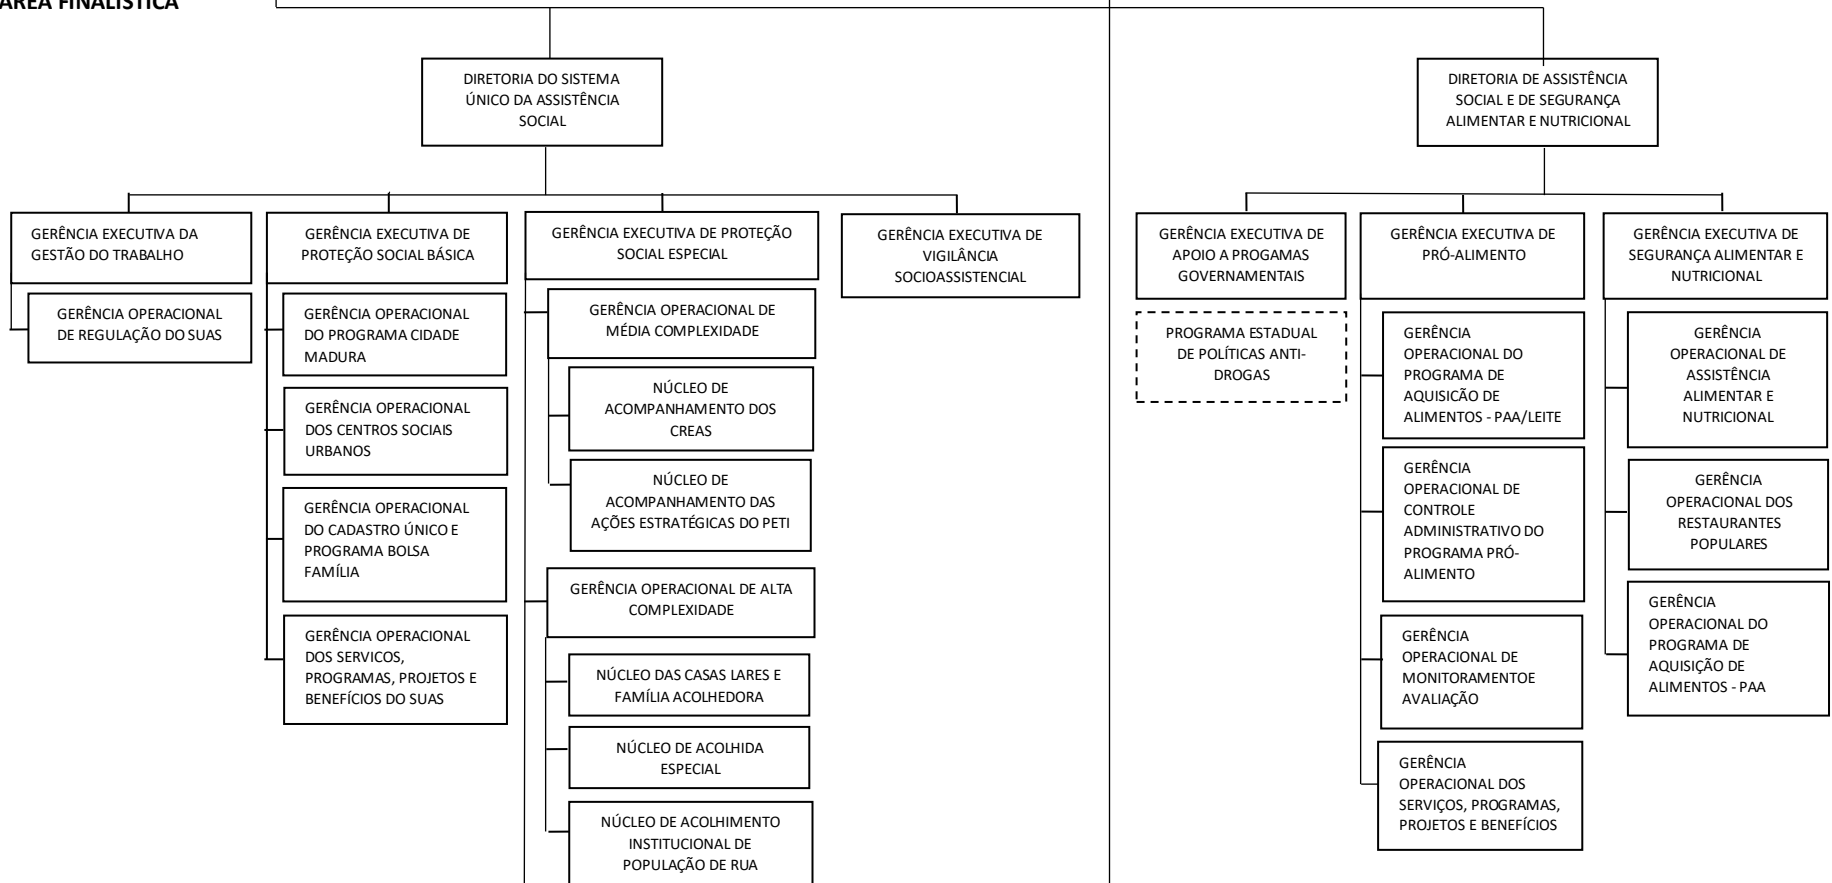 ÁREA FINALÍSTICA
DIRETORIA DO SISTEMA
ÚNICO DA ASSISTÊNCIA
SOCIAL
DIRETORIA DE ASSISTÊNCIA
SOCIAL E DE SEGURANÇA
ALIMENTAR E NUTRICIONAL
GERÊNCIA EXECUTIVA DA
GESTÃO DO TRABALHO
GERÊNCIA OPERACIONAL
DE REGULAÇÃO DO SUAS
GERÊNCIA EXECUTIVA DE
PROTEÇÃO SOCIAL BÁSICA
GERÊNCIA OPERACIONAL
DO PROGRAMA CIDADE
MADURA
GERÊNCIA OPERACIONAL
DOS CENTROS SOCIAIS
URBANOS
GERÊNCIA OPERACIONAL
DO CADASTRO ÚNICO E
PROGRAMA BOLSA
FAMÍLIA
GERÊNCIA OPERACIONAL
DOS SERVICOS,
PROGRAMAS, PROJETOS E
BENEFÍCIOS DO SUAS
GERÊNCIA EXECUTIVA DE PROTEÇÃO
SOCIAL ESPECIAL
GERÊNCIA OPERACIONAL DE
MÉDIA COMPLEXIDADE
NÚCLEO DE
ACOMPANHAMENTO DOS
CREAS
NÚCLEO DE
ACOMPANHAMENTO DAS
AÇÕES ESTRATÉGICAS DO PETI
GERÊNCIA OPERACIONAL DE ALTA
COMPLEXIDADE
NÚCLEO DAS CASAS LARES E
FAMÍLIA ACOLHEDORA
NÚCLEO DE ACOLHIDA
ESPECIAL
NÚCLEO DE ACOLHIMENTO
INSTITUCIONAL DE
POPULAÇÃO DE RUA
GERÊNCIA EXECUTIVA DE
VIGILÂNCIA
SOCIOASSISTENCIAL
GERÊNCIA EXECUTIVA DE
APOIO A PROGAMAS
GOVERNAMENTAIS
PROGRAMA ESTADUAL
DE POLÍTICAS ANTI-
DROGAS
GERÊNCIA EXECUTIVA DE
PRÓ-ALIMENTO
GERÊNCIA
OPERACIONAL DO
PROGRAMA DE
AQUISICÃO DE
ALIMENTOS - PAA/LEITE
GERÊNCIA
OPERACIONAL DE
CONTROLE
ADMINISTRATIVO DO
PROGRAMA PRÓ-
ALIMENTO
GERÊNCIA
OPERACIONAL DE
MONITORAMENTOE
AVALIAÇÃO
GERÊNCIA
OPERACIONAL DOS
SERVIÇOS, PROGRAMAS,
PROJETOS E BENEFÍCIOS
GERÊNCIA EXECUTIVA DE
SEGURANÇA ALIMENTAR E
NUTRICIONAL
GERÊNCIA
OPERACIONAL DE
ASSISTÊNCIA
ALIMENTAR E
NUTRICIONAL
GERÊNCIA
OPERACIONAL DOS
RESTAURANTES
POPULARES
GERÊNCIA
OPERACIONAL DO
PROGRAMA DE
AQUISIÇÃO DE
ALIMENTOS - PAA